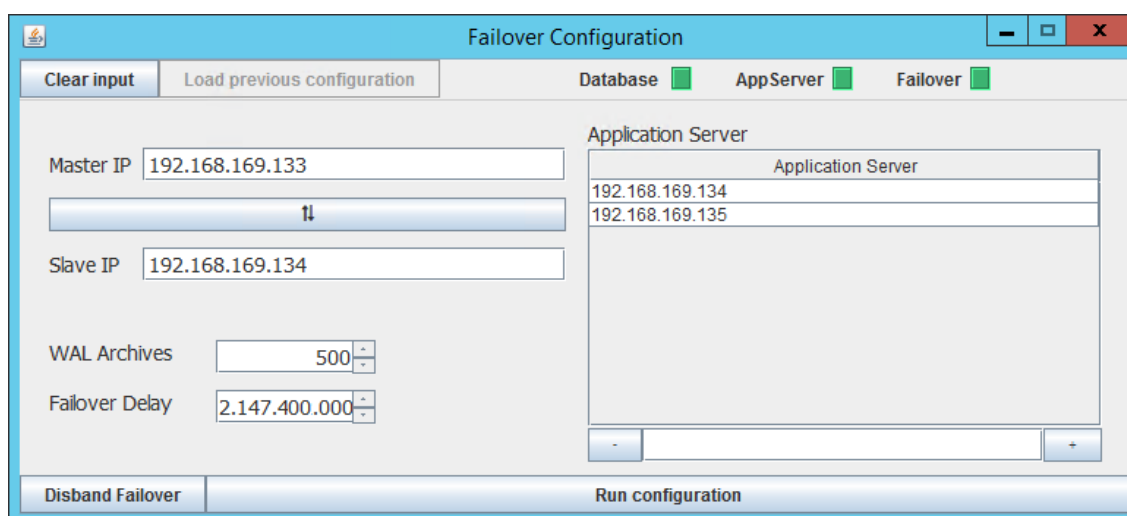 Failover Configuration
Clear input Load previous configuration Database AppServer Failover
Application Server
Master IP 192.168.169.133
Application Server
192.168.169.134
192.168.169.135
⇅
Slave IP 192.168.169.134
WAL Archives 500
Failover Delay 2.147.400.000
- +
Disband Failover Run configuration